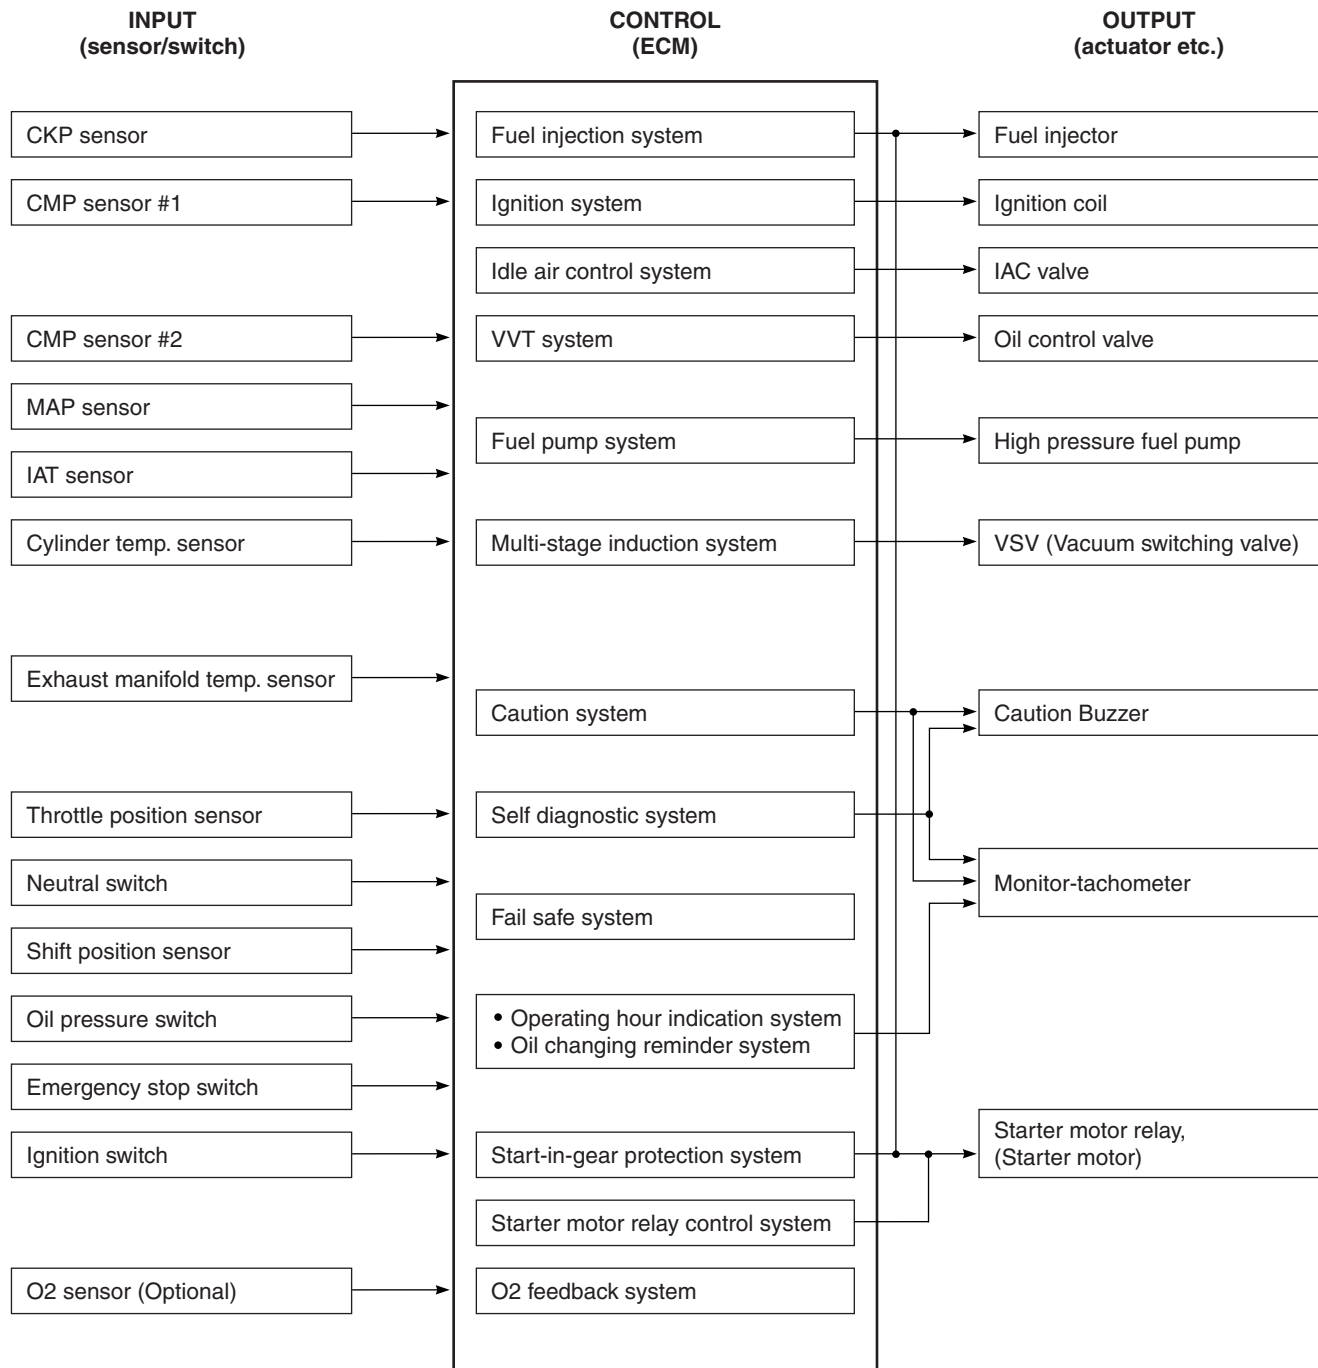 INPUT
(sensor/switch)
CONTROL
(ECM)
OUTPUT
(actuator etc.)
CKP sensor
Fuel injection system
Fuel injector
CMP sensor #1
Ignition system
Ignition coil
Idle air control system
IAC valve
CMP sensor #2
VVT system
Oil control valve
MAP sensor
Fuel pump system
High pressure fuel pump
IAT sensor
Cylinder temp. sensor
Multi-stage induction system
VSV (Vacuum switching valve)
Exhaust manifold temp. sensor
Caution system
Caution Buzzer
Throttle position sensor
Self diagnostic system
Neutral switch
Monitor-tachometer
Fail safe system
Shift position sensor
Oil pressure switch
• Operating hour indication system
• Oil changing reminder system
Emergency stop switch
Ignition switch
Start-in-gear protection system
Starter motor relay,
(Starter motor)
Starter motor relay control system
O2 sensor (Optional)
O2 feedback system